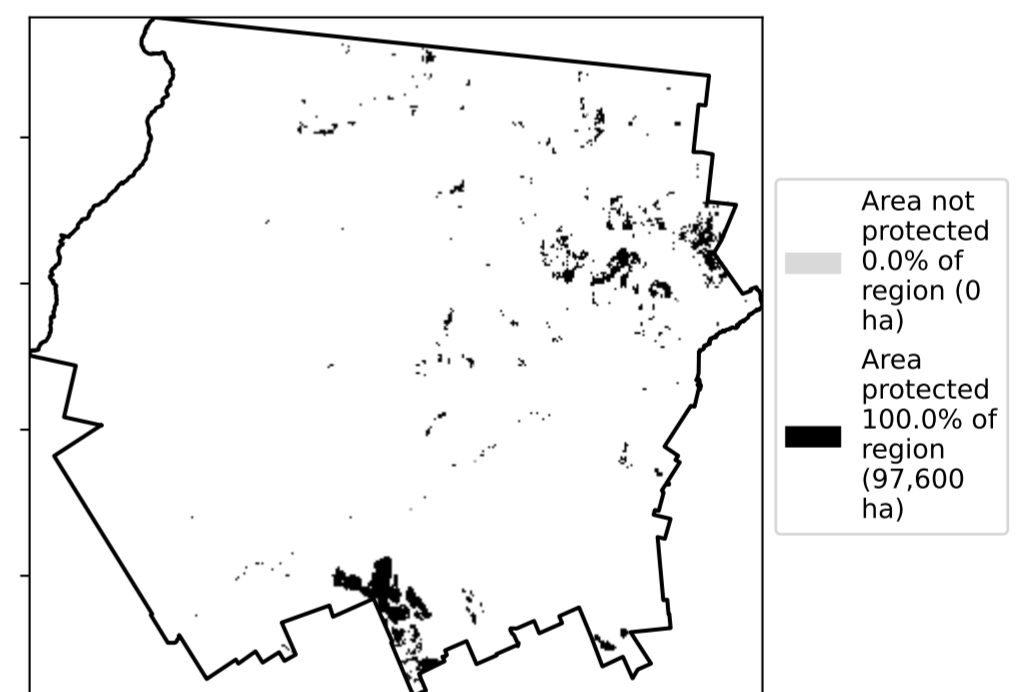 Area not
protected
0.0% of
region (0
ha)
Area
protected
100.0% of
region
(97,600
ha)